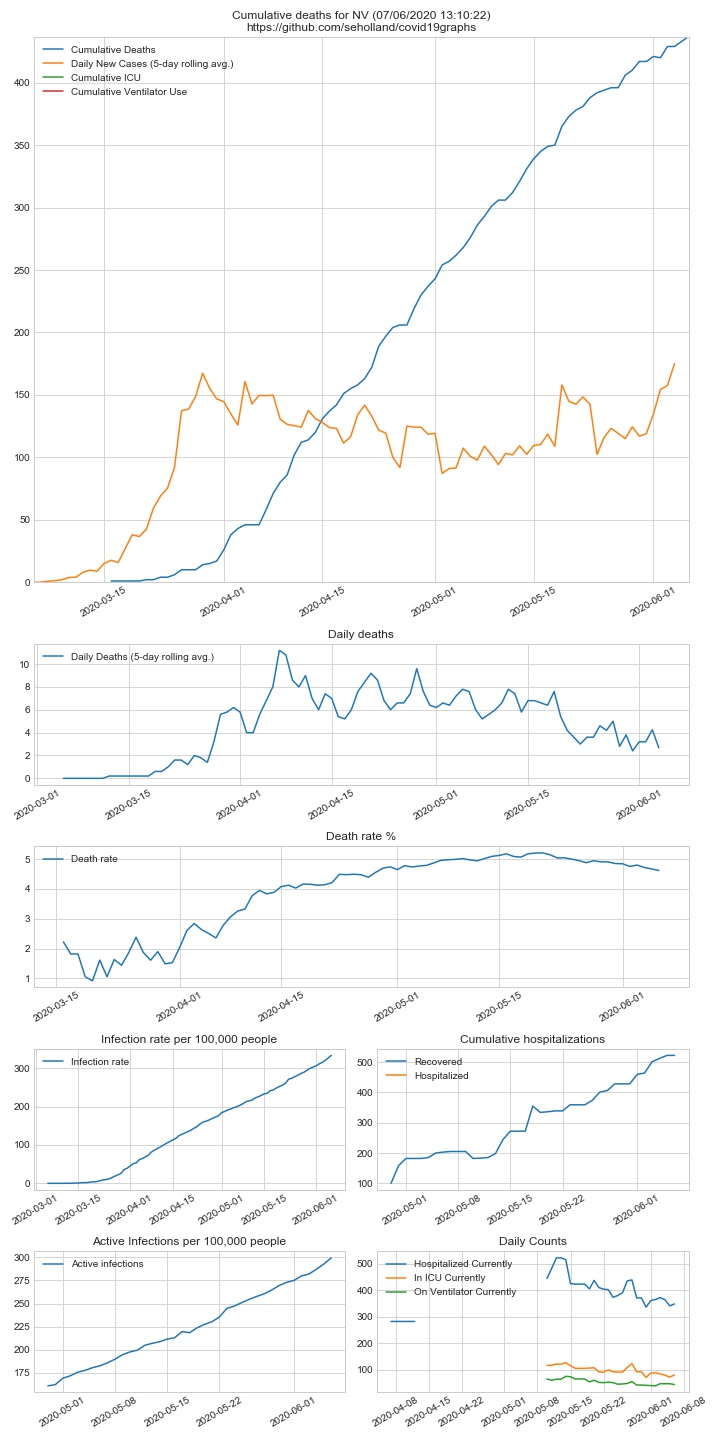 Cumulative deaths for NV (07/06/2020 13:10:22)
https://github.com/seholland/covid19graphs
Cumulative Deaths
Daily New Cases (5-day rolling avg.)
Cumulative ICU
Cumulative Ventilator Use
400
350
300
250
200
150
100
50
0
2020-03-15 2020-04-01 2020-04-15 2020-05-01 2020-05-15 2020-06-01
Daily deaths
Daily Deaths (5-day rolling avg.)
10
8
6
4
2
0
2020-03-01 2020-03-15 2020-04-01 2020-04-15 2020-05-01 2020-05-15 2020-06-01
Death rate %
Death rate
5
4
3
2
1
2020-03-15 2020-04-01 2020-04-15 2020-05-01 2020-05-15 2020-06-01
Infection rate per 100,000 people
Infection rate
300
200
100
0
2020-03-01 2020-03-15 2020-04-01 2020-04-15 2020-05-01 2020-05-15 2020-06-01
Cumulative hospitalizations
Recovered
Hospitalized
500
400
300
200
100
2020-05-01 2020-05-08 2020-05-15 2020-05-22 2020-06-01
Active Infections per 100,000 people
Active infections
300
275
250
225
200
175
2020-05-01 2020-05-08 2020-05-15 2020-05-22 2020-06-01
Daily Counts
Hospitalized Currently
In ICU Currently
On Ventilator Currently
500
400
300
200
100
2020-04-08 2020-04-15 2020-04-22 2020-05-01 2020-05-08 2020-05-15 2020-05-22 2020-06-01 2020-06-08